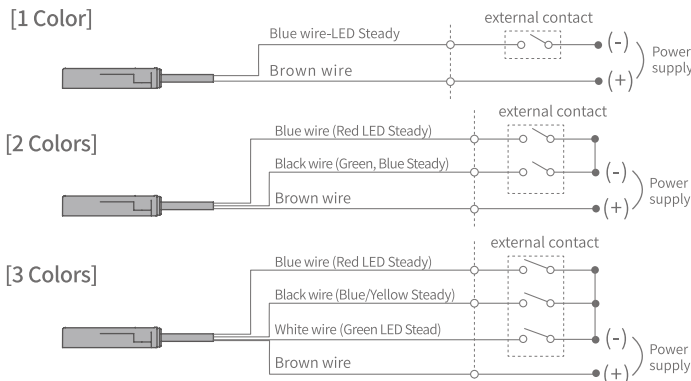 [1 Color]
external contact
Blue wire-LED Steady
(-)
Power
supply
Brown wire
(+)
[2 Colors]
external contact
Blue wire (Red LED Steady)
Black wire (Green, Blue Steady)
(-)
Power
supply
Brown wire
(+)
[3 Colors]
external contact
Blue wire (Red LED Steady)
Black wire (Blue/Yellow Steady)
White wire (Green LED Stead)
(-)
Power
supply
Brown wire
(+)